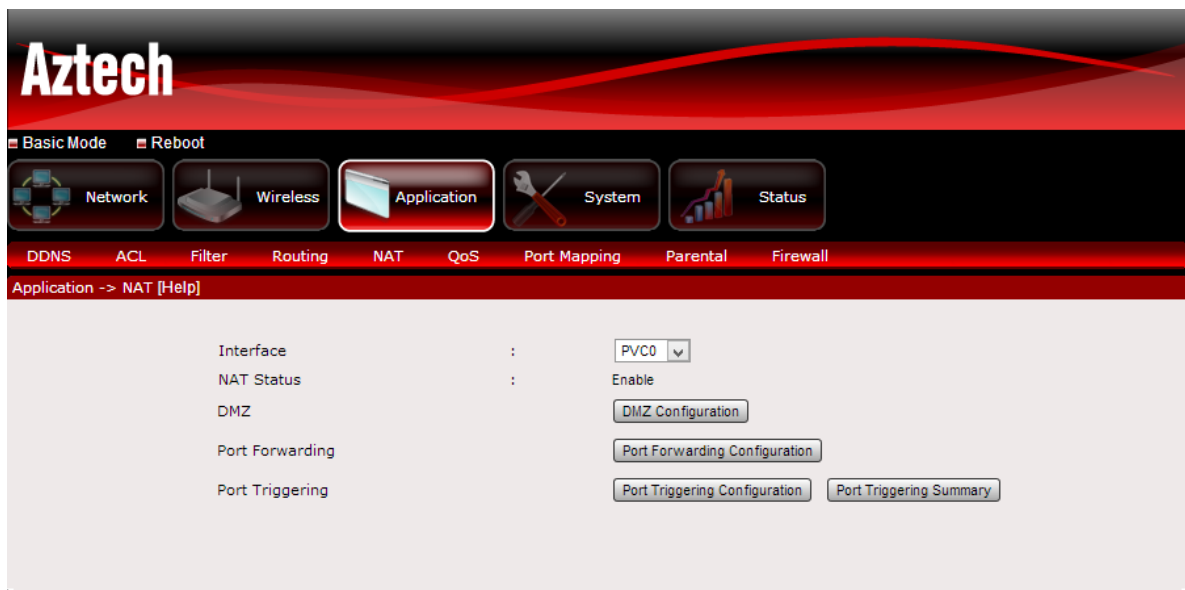 Aztech
Basic Mode Reboot
Network Wireless Application System Status
DDNS ACL Filter Routing NAT QoS Port Mapping Parental Firewall
Application -> NAT [Help]
Interface : PVC0
NAT Status : Enable
DMZ DMZ Configuration
Port Forwarding Port Forwarding Configuration
Port Triggering Port Triggering Configuration Port Triggering Summary